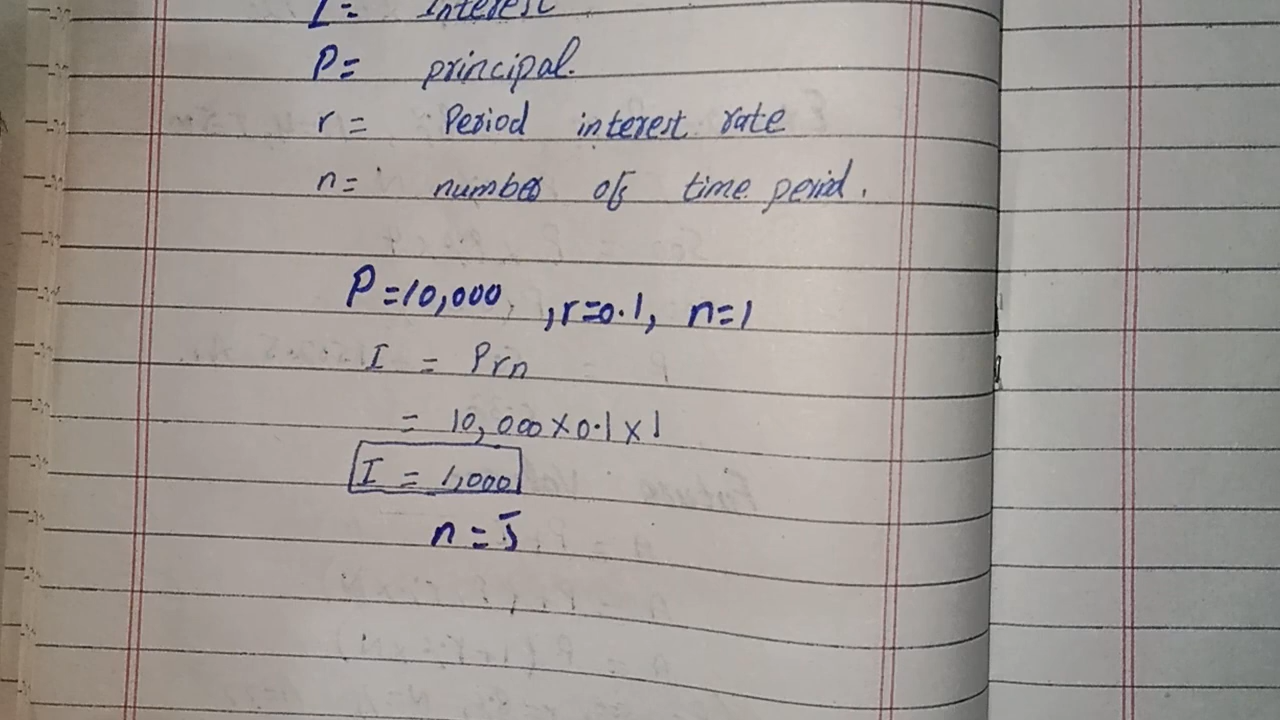 I = Interest
P = principal.
r = Period interest rate
n = number of time period.
P=10,000, r=0.1, n=1
I = Prn
= 10,000 × 0.1 × 1
I = 1,000
n = 5